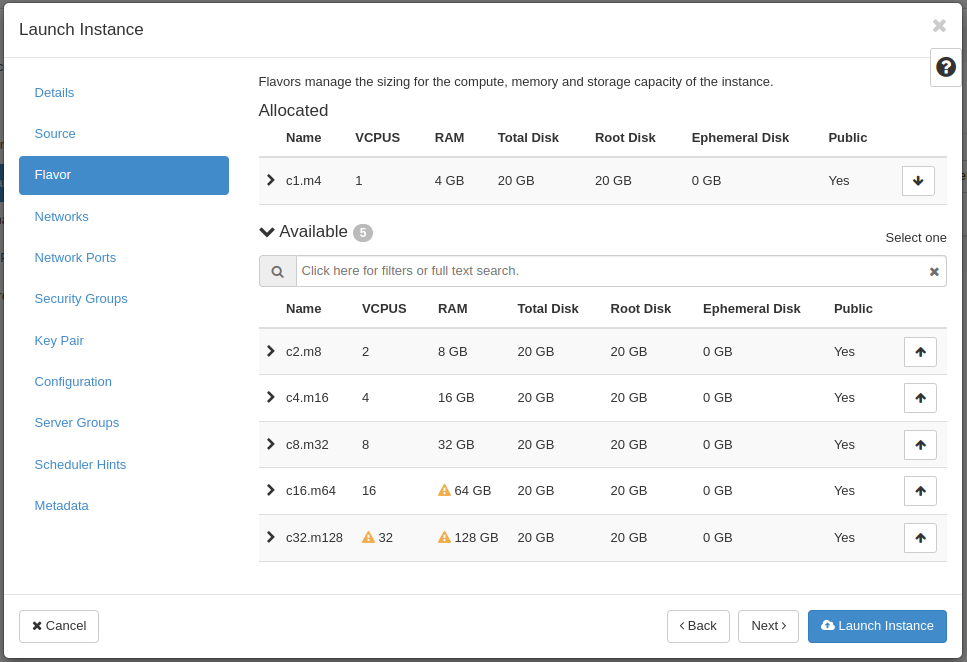 Launch Instance
Details
Source
Flavor
Networks
Network Ports
Security Groups
Key Pair
Configuration
Server Groups
Scheduler Hints
Metadata
Flavors manage the sizing for the compute, memory and storage capacity of the instance.
Allocated
Name VCPUS RAM Total Disk Root Disk Ephemeral Disk Public
c1.m4 1 4 GB 20 GB 20 GB 0 GB Yes
Available 5
Select one
Click here for filters or full text search.
Name VCPUS RAM Total Disk Root Disk Ephemeral Disk Public
c2.m8 2 8 GB 20 GB 20 GB 0 GB Yes
c4.m16 4 16 GB 20 GB 20 GB 0 GB Yes
c8.m32 8 32 GB 20 GB 20 GB 0 GB Yes
c16.m64 16 64 GB 20 GB 20 GB 0 GB Yes
c32.m128 32 128 GB 20 GB 20 GB 0 GB Yes
Cancel
Back
Next
Launch Instance